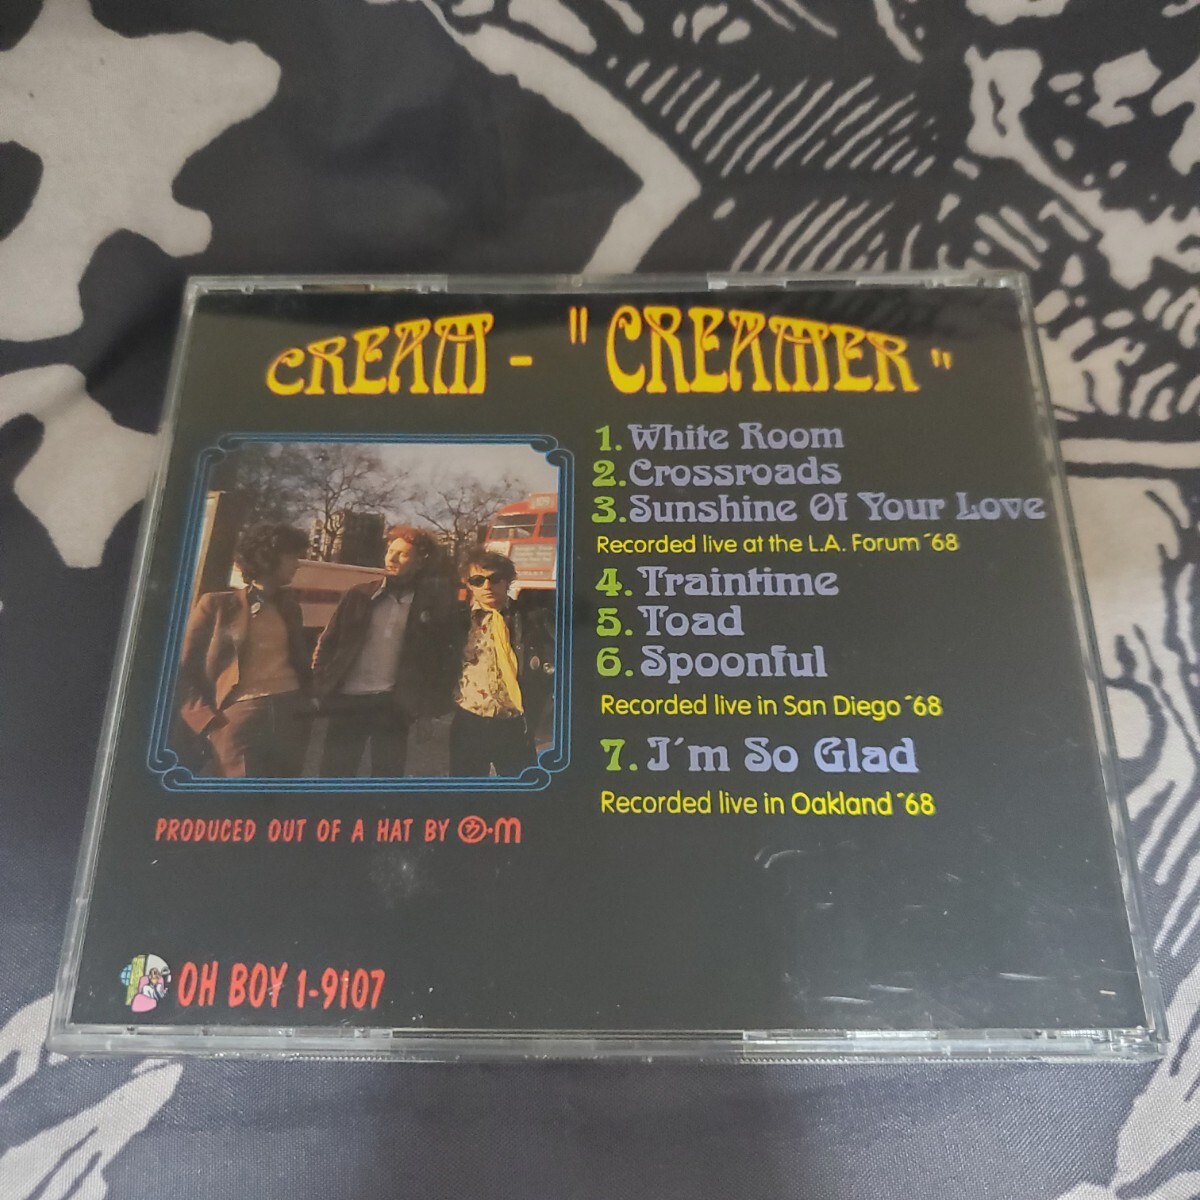 CREAM - "CREAMER"
1. White Room
2. Crossroads
3. Sunshine Of Your Love
Recorded live at the L.A. Forum ´68
4. Traintime
5. Toad
6. Spoonful
Recorded live in San Diego ´68
7. I´m So Glad
Recorded live in Oakland ´68
PRODUCED OUT OF A HAT BY ㋒·m
OH BOY 1-9107